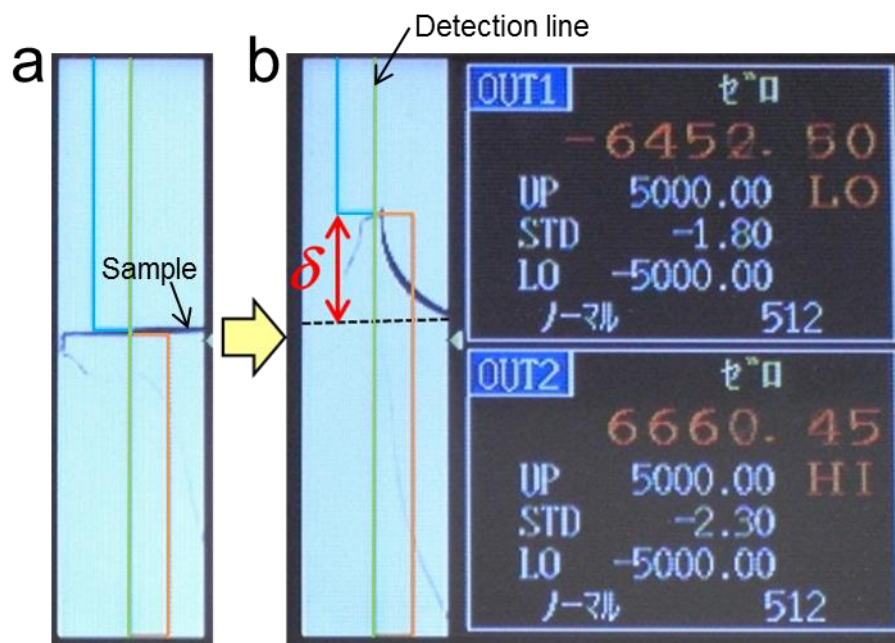 a
b
Detection line
Sample
δ
OUT1 ゼロ
-6452. 50
UP 5000.00 LO
STD -1.80
LO -5000.00
ノーマル 512
OUT2 ゼロ
6660. 45
UP 5000.00 HI
STD -2.30
LO -5000.00
ノーマル 512